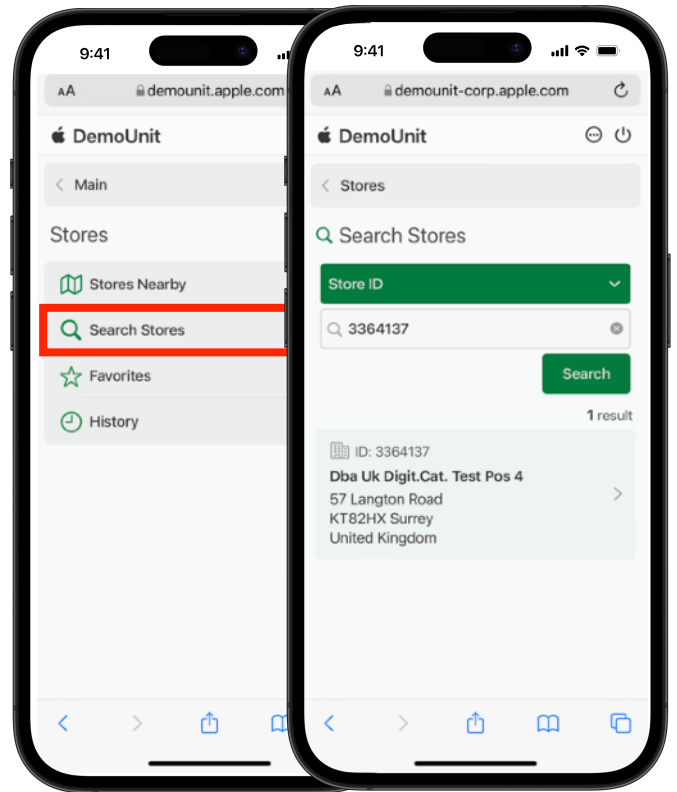 9:41
AA demounit.apple.com
DemoUnit
Main
Stores
Stores Nearby
Search Stores
Favorites
History
9:41
AA demounit-corp.apple.com
DemoUnit
Stores
Search Stores
Store ID
3364137
Search
1 result
ID: 3364137
Dba Uk Digit.Cat. Test Pos 4
57 Langton Road
KT82HX Surrey
United Kingdom